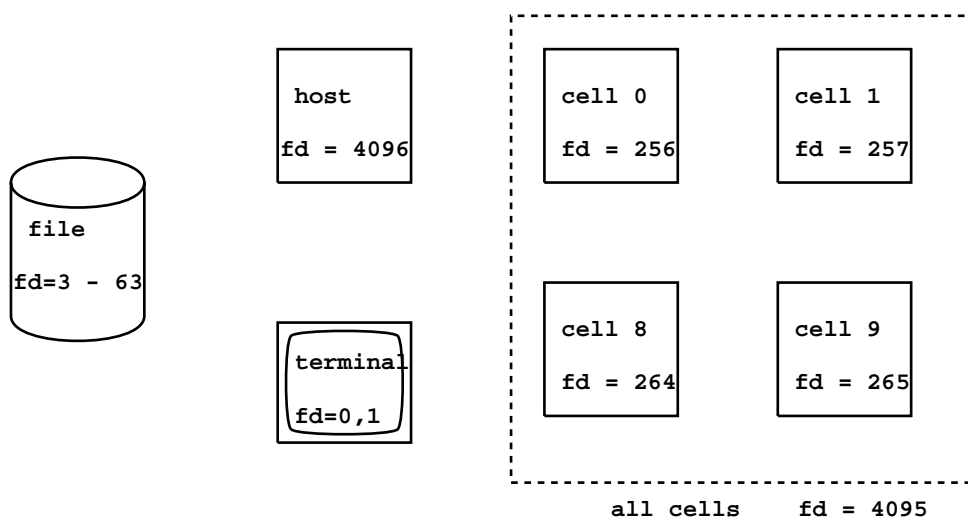 host
fd = 4096
cell 0
fd = 256
cell 1
fd = 257
file
fd=3 - 63
terminal
fd=0,1
cell 8
fd = 264
cell 9
fd = 265
all cells fd = 4095